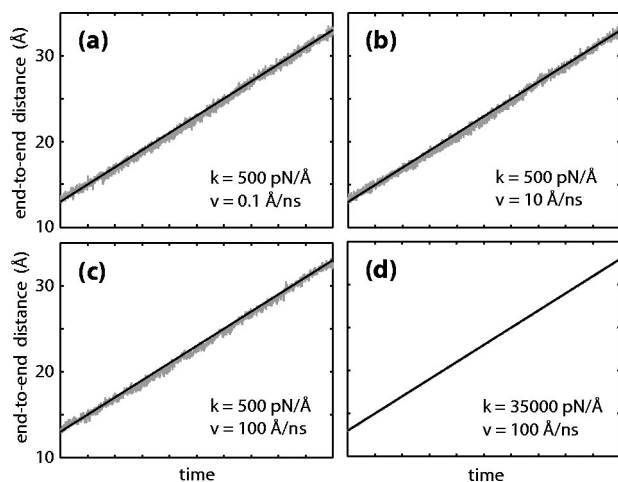 (a)
k = 500 pN/Å
v = 0.1 Å/ns
(b)
k = 500 pN/Å
v = 10 Å/ns
end-to-end distance (Å)
30
20
10
(c)
k = 500 pN/Å
v = 100 Å/ns
(d)
k = 35000 pN/Å
v = 100 Å/ns
end-to-end distance (Å)
30
20
10
time
time